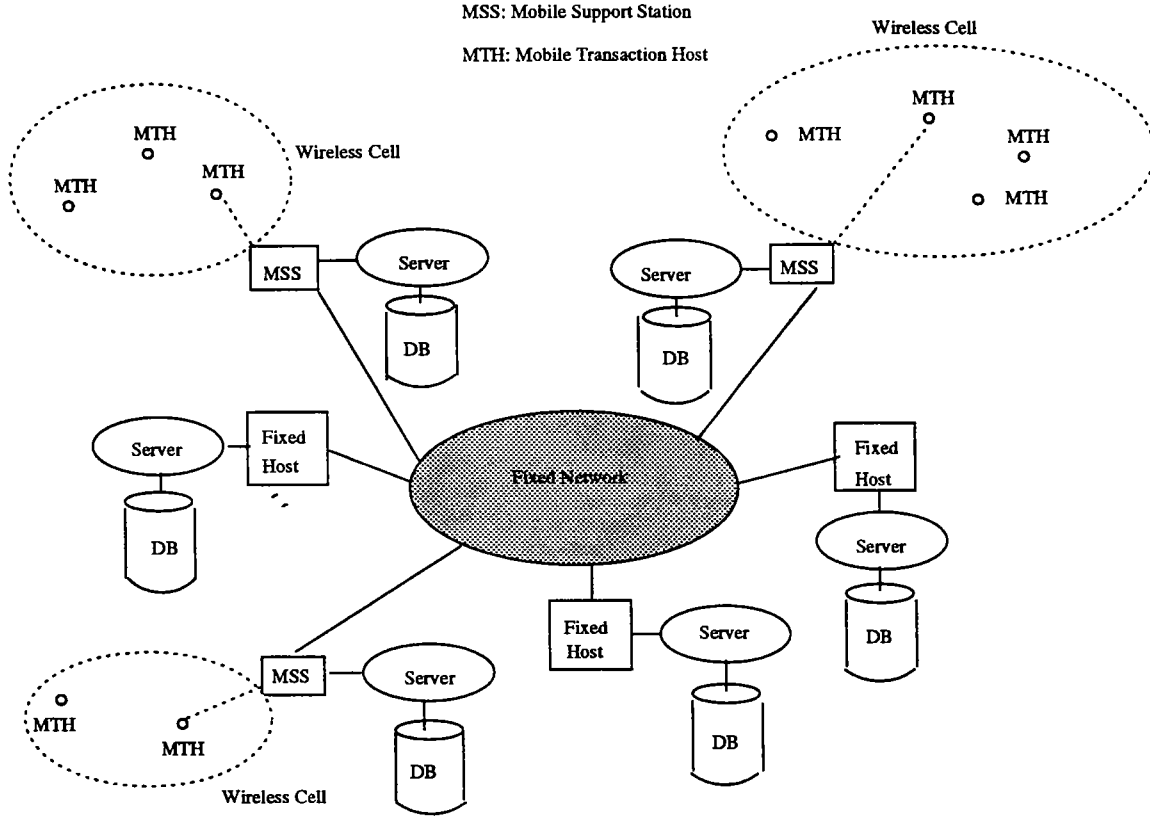 MSS: Mobile Support Station
Wireless Cell
MTH: Mobile Transaction Host
MTH
MTH
MTH
MTH
Wireless Cell
MTH
MTH
MTH
MTH
MSS
Server
Server
MSS
DB
DB
Server
Fixed
Host
Fixed Network
Fixed
Host
DB
Server
Fixed
Host
Server
DB
MSS
Server
MTH
MTH
DB
DB
Wireless Cell